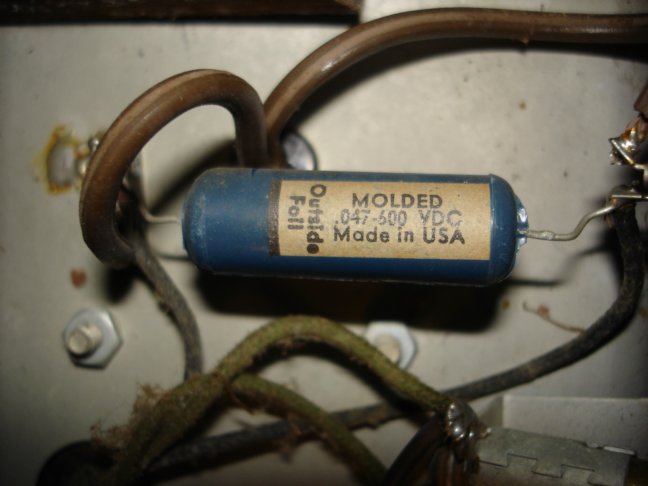 Outside
Foil
MOLDED
.047-600 VDC
Made in USA